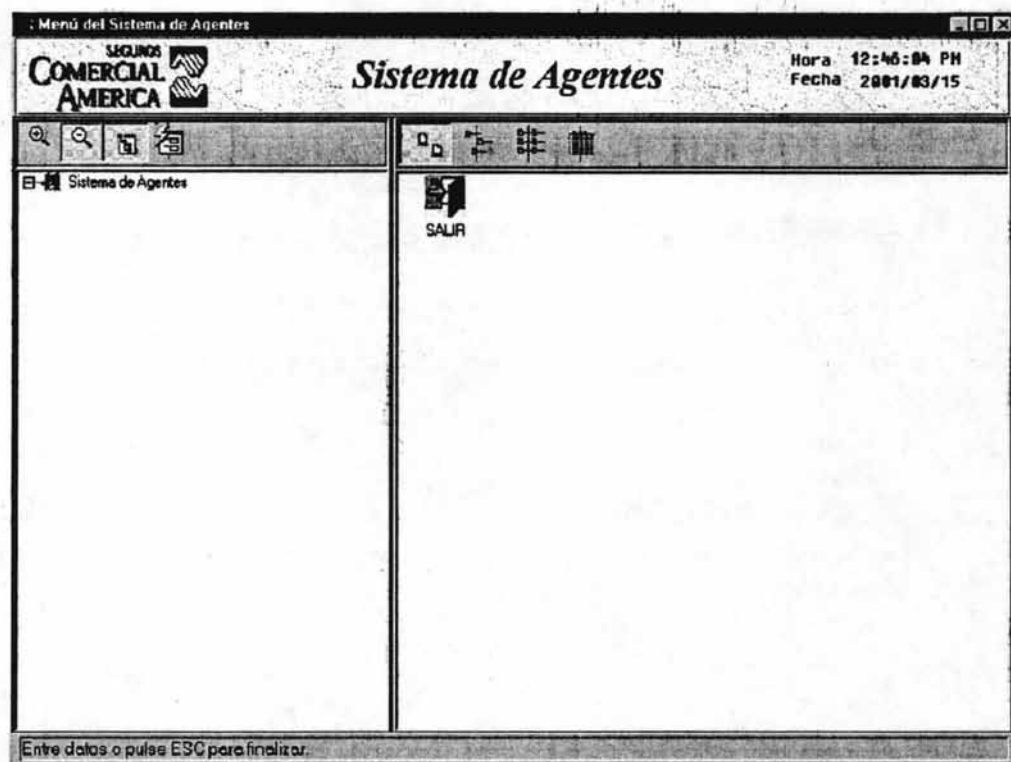 : Menú del Sistema de Agentes
SEGUROS
COMERCIAL
AMERICA
Sistema de Agentes
Hora 12:46:04 PM
Fecha 2001/03/15
Sistema de Agentes
SALIR
Entre datos o pulse ESC para finalizar.